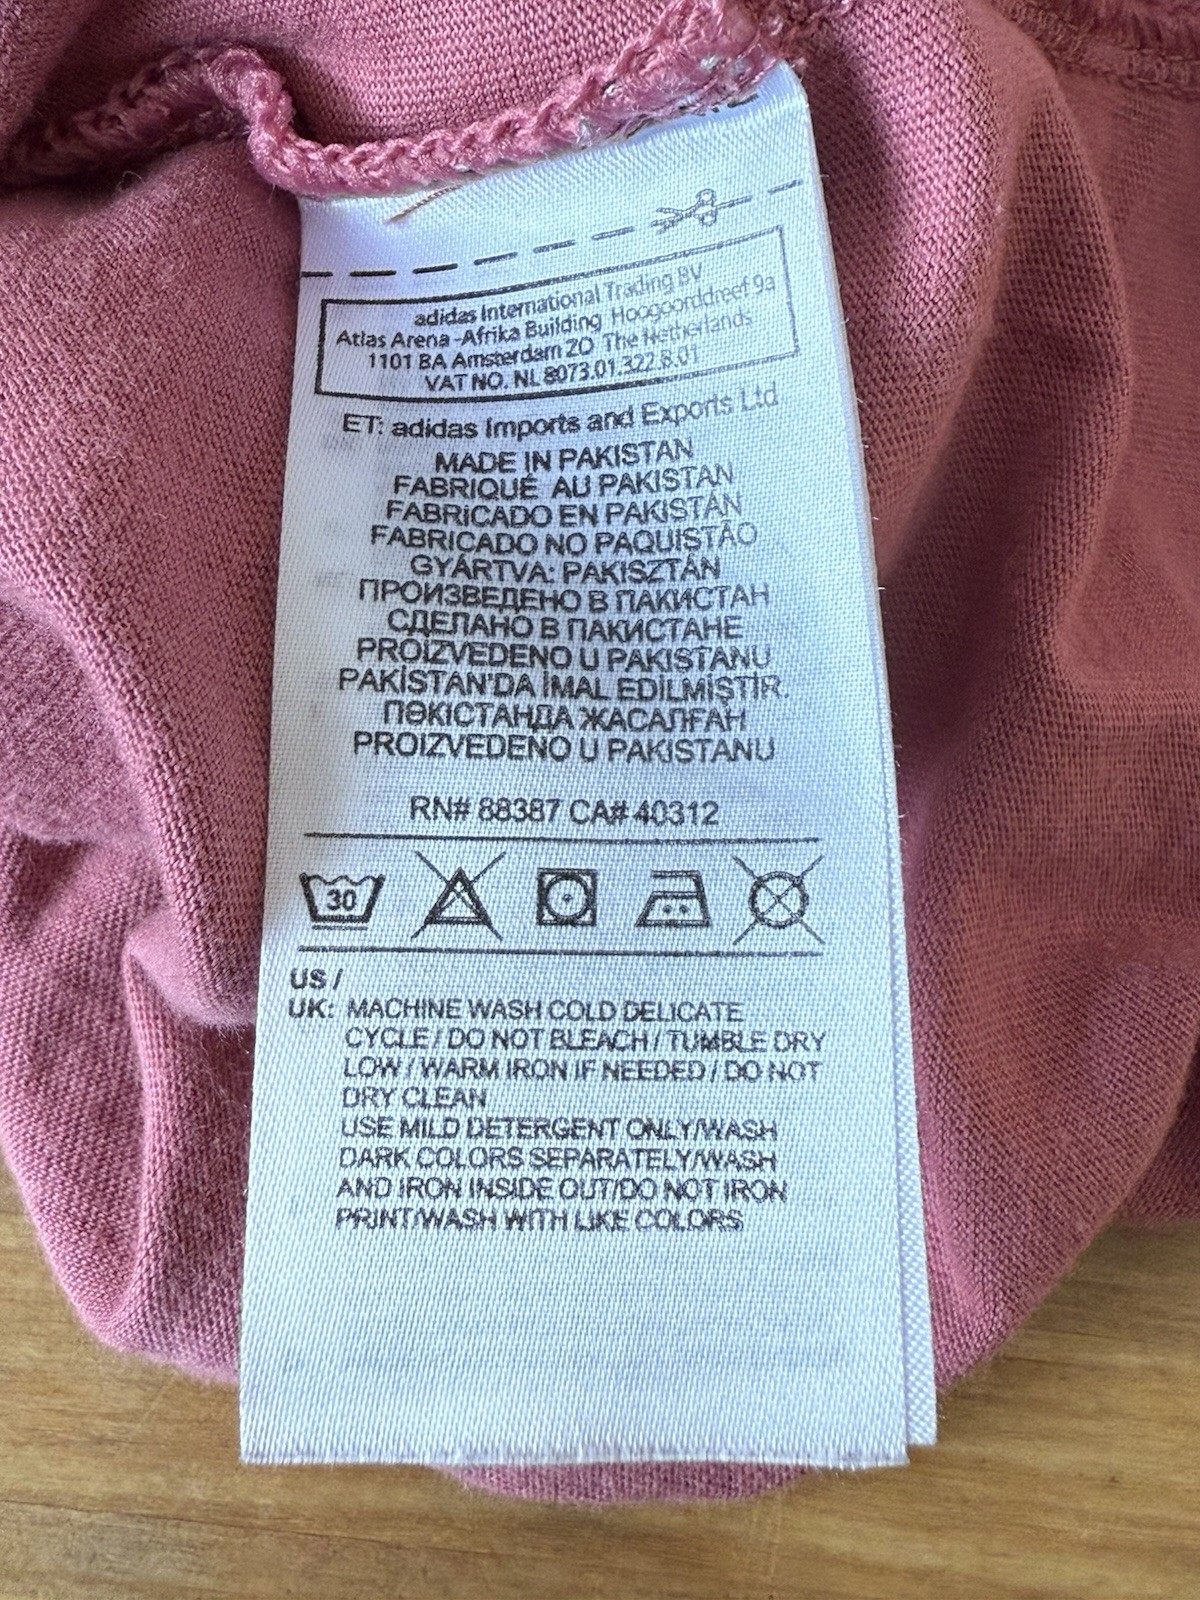 adidas International Trading BV
Atlas Arena -Afrika Building Hoogoorddreef 9a
1101 BA Amsterdam ZO The Netherlands
VAT NO. NL 8073.01.322.B.01
ET: adidas Imports and Exports Ltd
MADE IN PAKISTAN
FABRIQUÉ AU PAKISTAN
FABRICADO EN PAKISTÁN
FABRICADO NO PAQUISTÃO
GYÁRTVA: PAKISZTÁN
ПРОИЗВЕДЕНО В ПАКИСТАН
СДЕЛАНО В ПАКИСТАНЕ
PROIZVEDENO U PAKISTANU
PAKİSTAN'DA İMAL EDİLMİŞTİR.
ПӘКІСТАНДА ЖАСАЛҒАН
PROIZVEDENO U PAKISTANU
RN# 88387 CA# 40312
30
US /
UK: MACHINE WASH COLD DELICATE
CYCLE / DO NOT BLEACH / TUMBLE DRY
LOW / WARM IRON IF NEEDED / DO NOT
DRY CLEAN
USE MILD DETERGENT ONLY/WASH
DARK COLORS SEPARATELY/WASH
AND IRON INSIDE OUT/DO NOT IRON
PRINT/WASH WITH LIKE COLORS